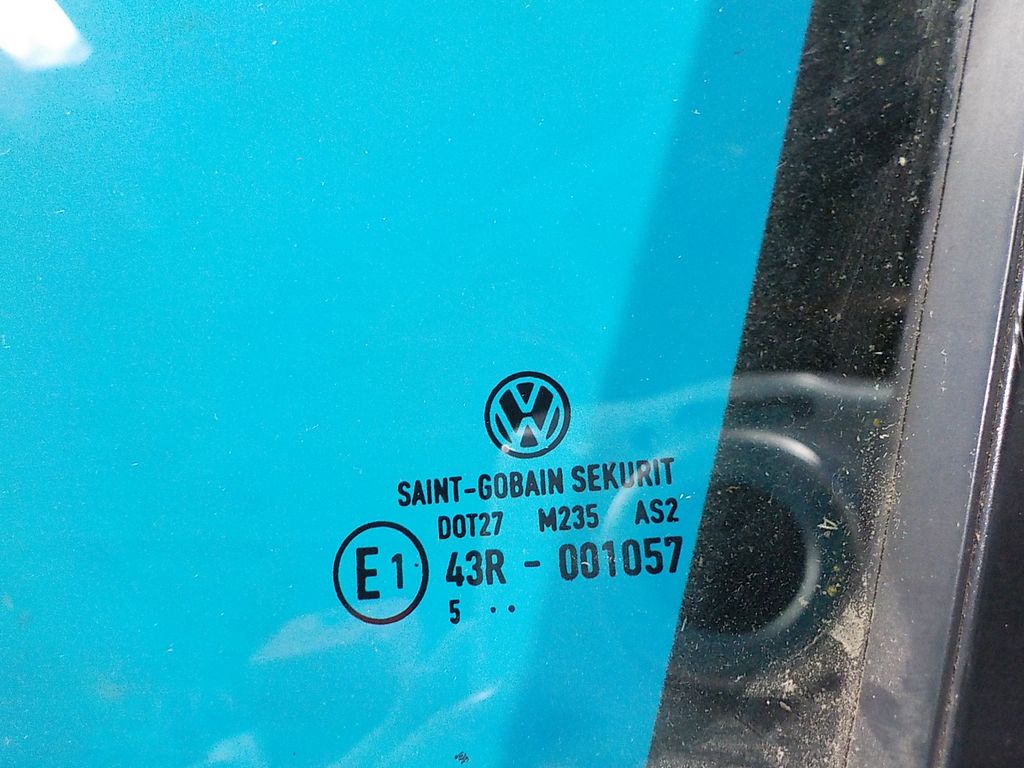 SAINT-GOBAIN SEKURIT
DOT27 M235 AS2
E1 43R - 001057
5 ..